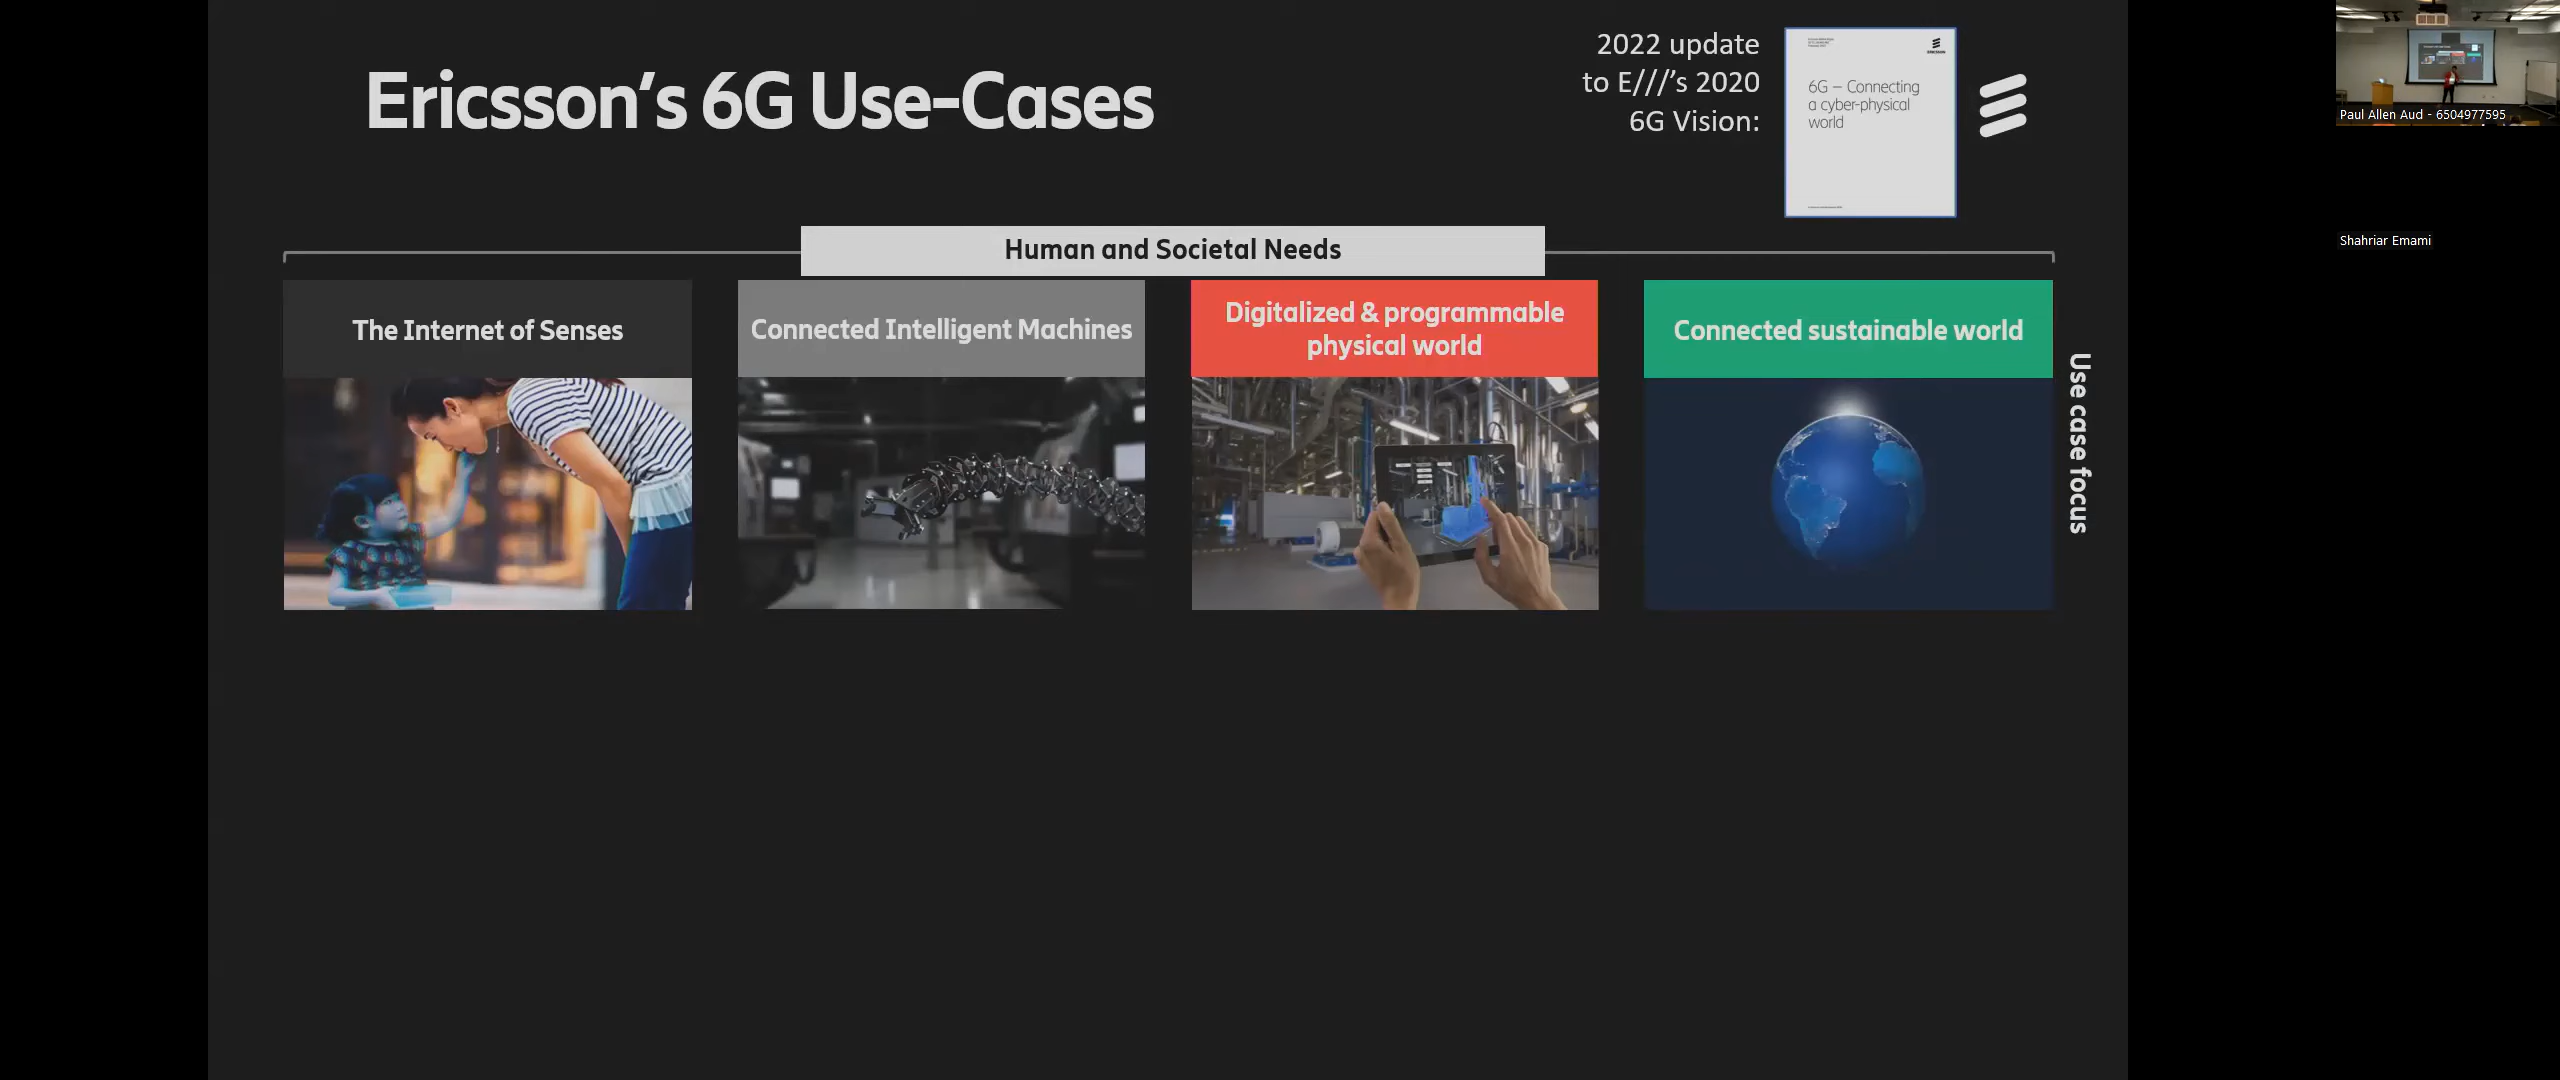 Ericsson's 6G Use-Cases
2022 update
to E///'s 2020
6G Vision:
ERICSSON
6G – Connecting
a cyber-physical
world
Human and Societal Needs
The Internet of Senses
Connected Intelligent Machines
Digitalized & programmable
physical world
Connected sustainable world
Use case focus
Paul Allen Aud - 6504977595
Shahriar Emami